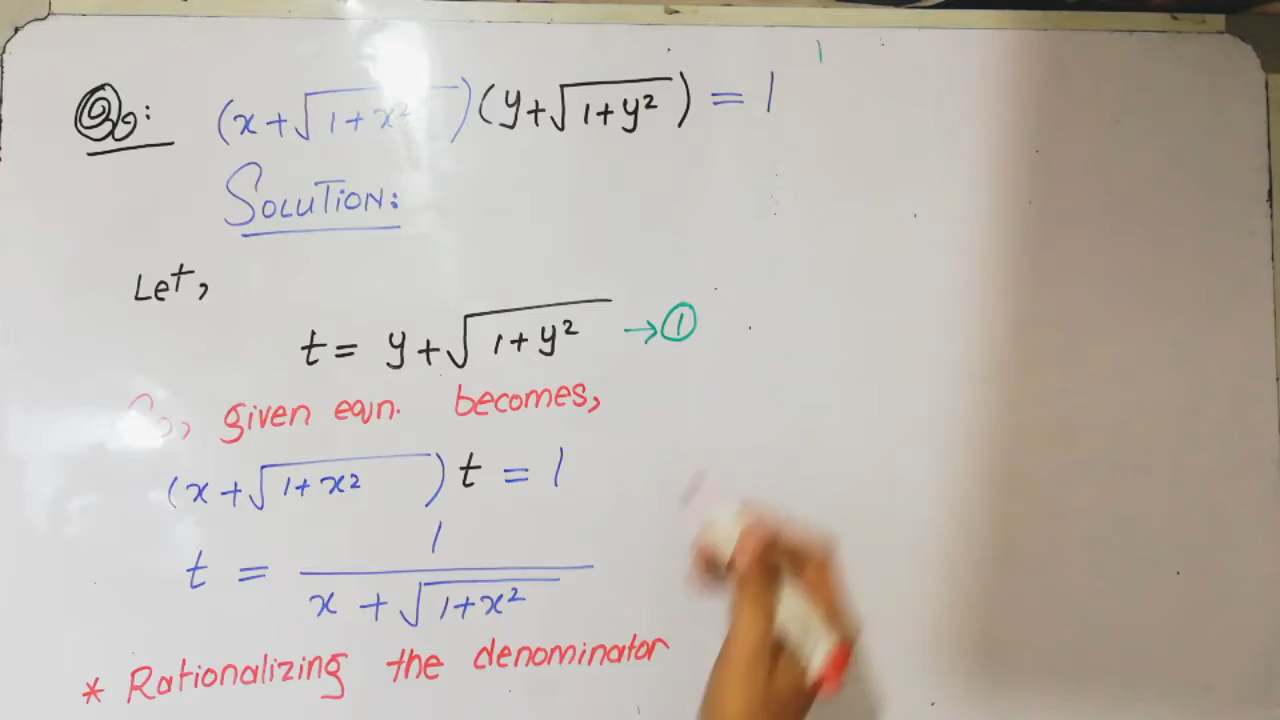 Q: (x+√1+x²)(y+√1+y²) = 1
SOLUTION:
Let,
t = y+√1+y² →①
So, given eqn. becomes,
(x+√1+x²) t = 1
t = 1 / x+√1+x²
* Rationalizing the denominator